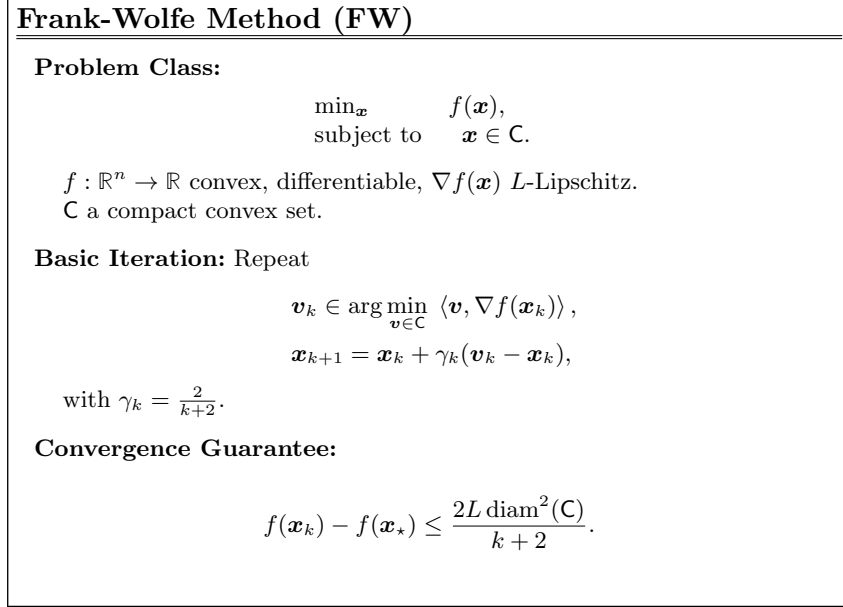 Frank-Wolfe Method (FW)
Problem Class:
min_𝒙 f(𝒙),
subject to 𝒙 ∈ C.
f : ℝⁿ → ℝ convex, differentiable, ∇f(𝒙) L-Lipschitz.
C a compact convex set.
Basic Iteration: Repeat
𝒗_k ∈ arg min_{𝒗∈C} ⟨𝒗, ∇f(𝒙_k)⟩,
𝒙_{k+1} = 𝒙_k + γ_k(𝒗_k − 𝒙_k),
with γ_k = 2/(k+2).
Convergence Guarantee:
f(𝒙_k) − f(𝒙_⋆) ≤ 2L diam²(C) / (k + 2).